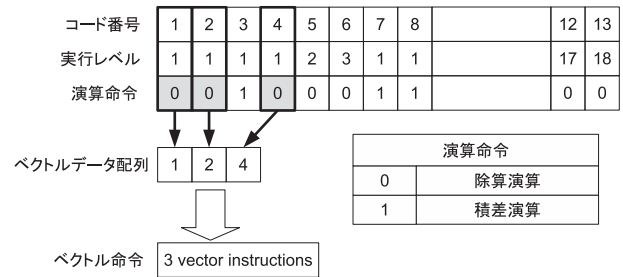 コード番号 1 2 3 4 5 6 7 8 12 13
実行レベル 1 1 1 1 2 3 1 1 17 18
演算命令 0 0 1 0 0 0 1 1 0 0
ベクトルデータ配列 1 2 4
演算命令
0 除算演算
1 積差演算
ベクトル命令 3 vector instructions